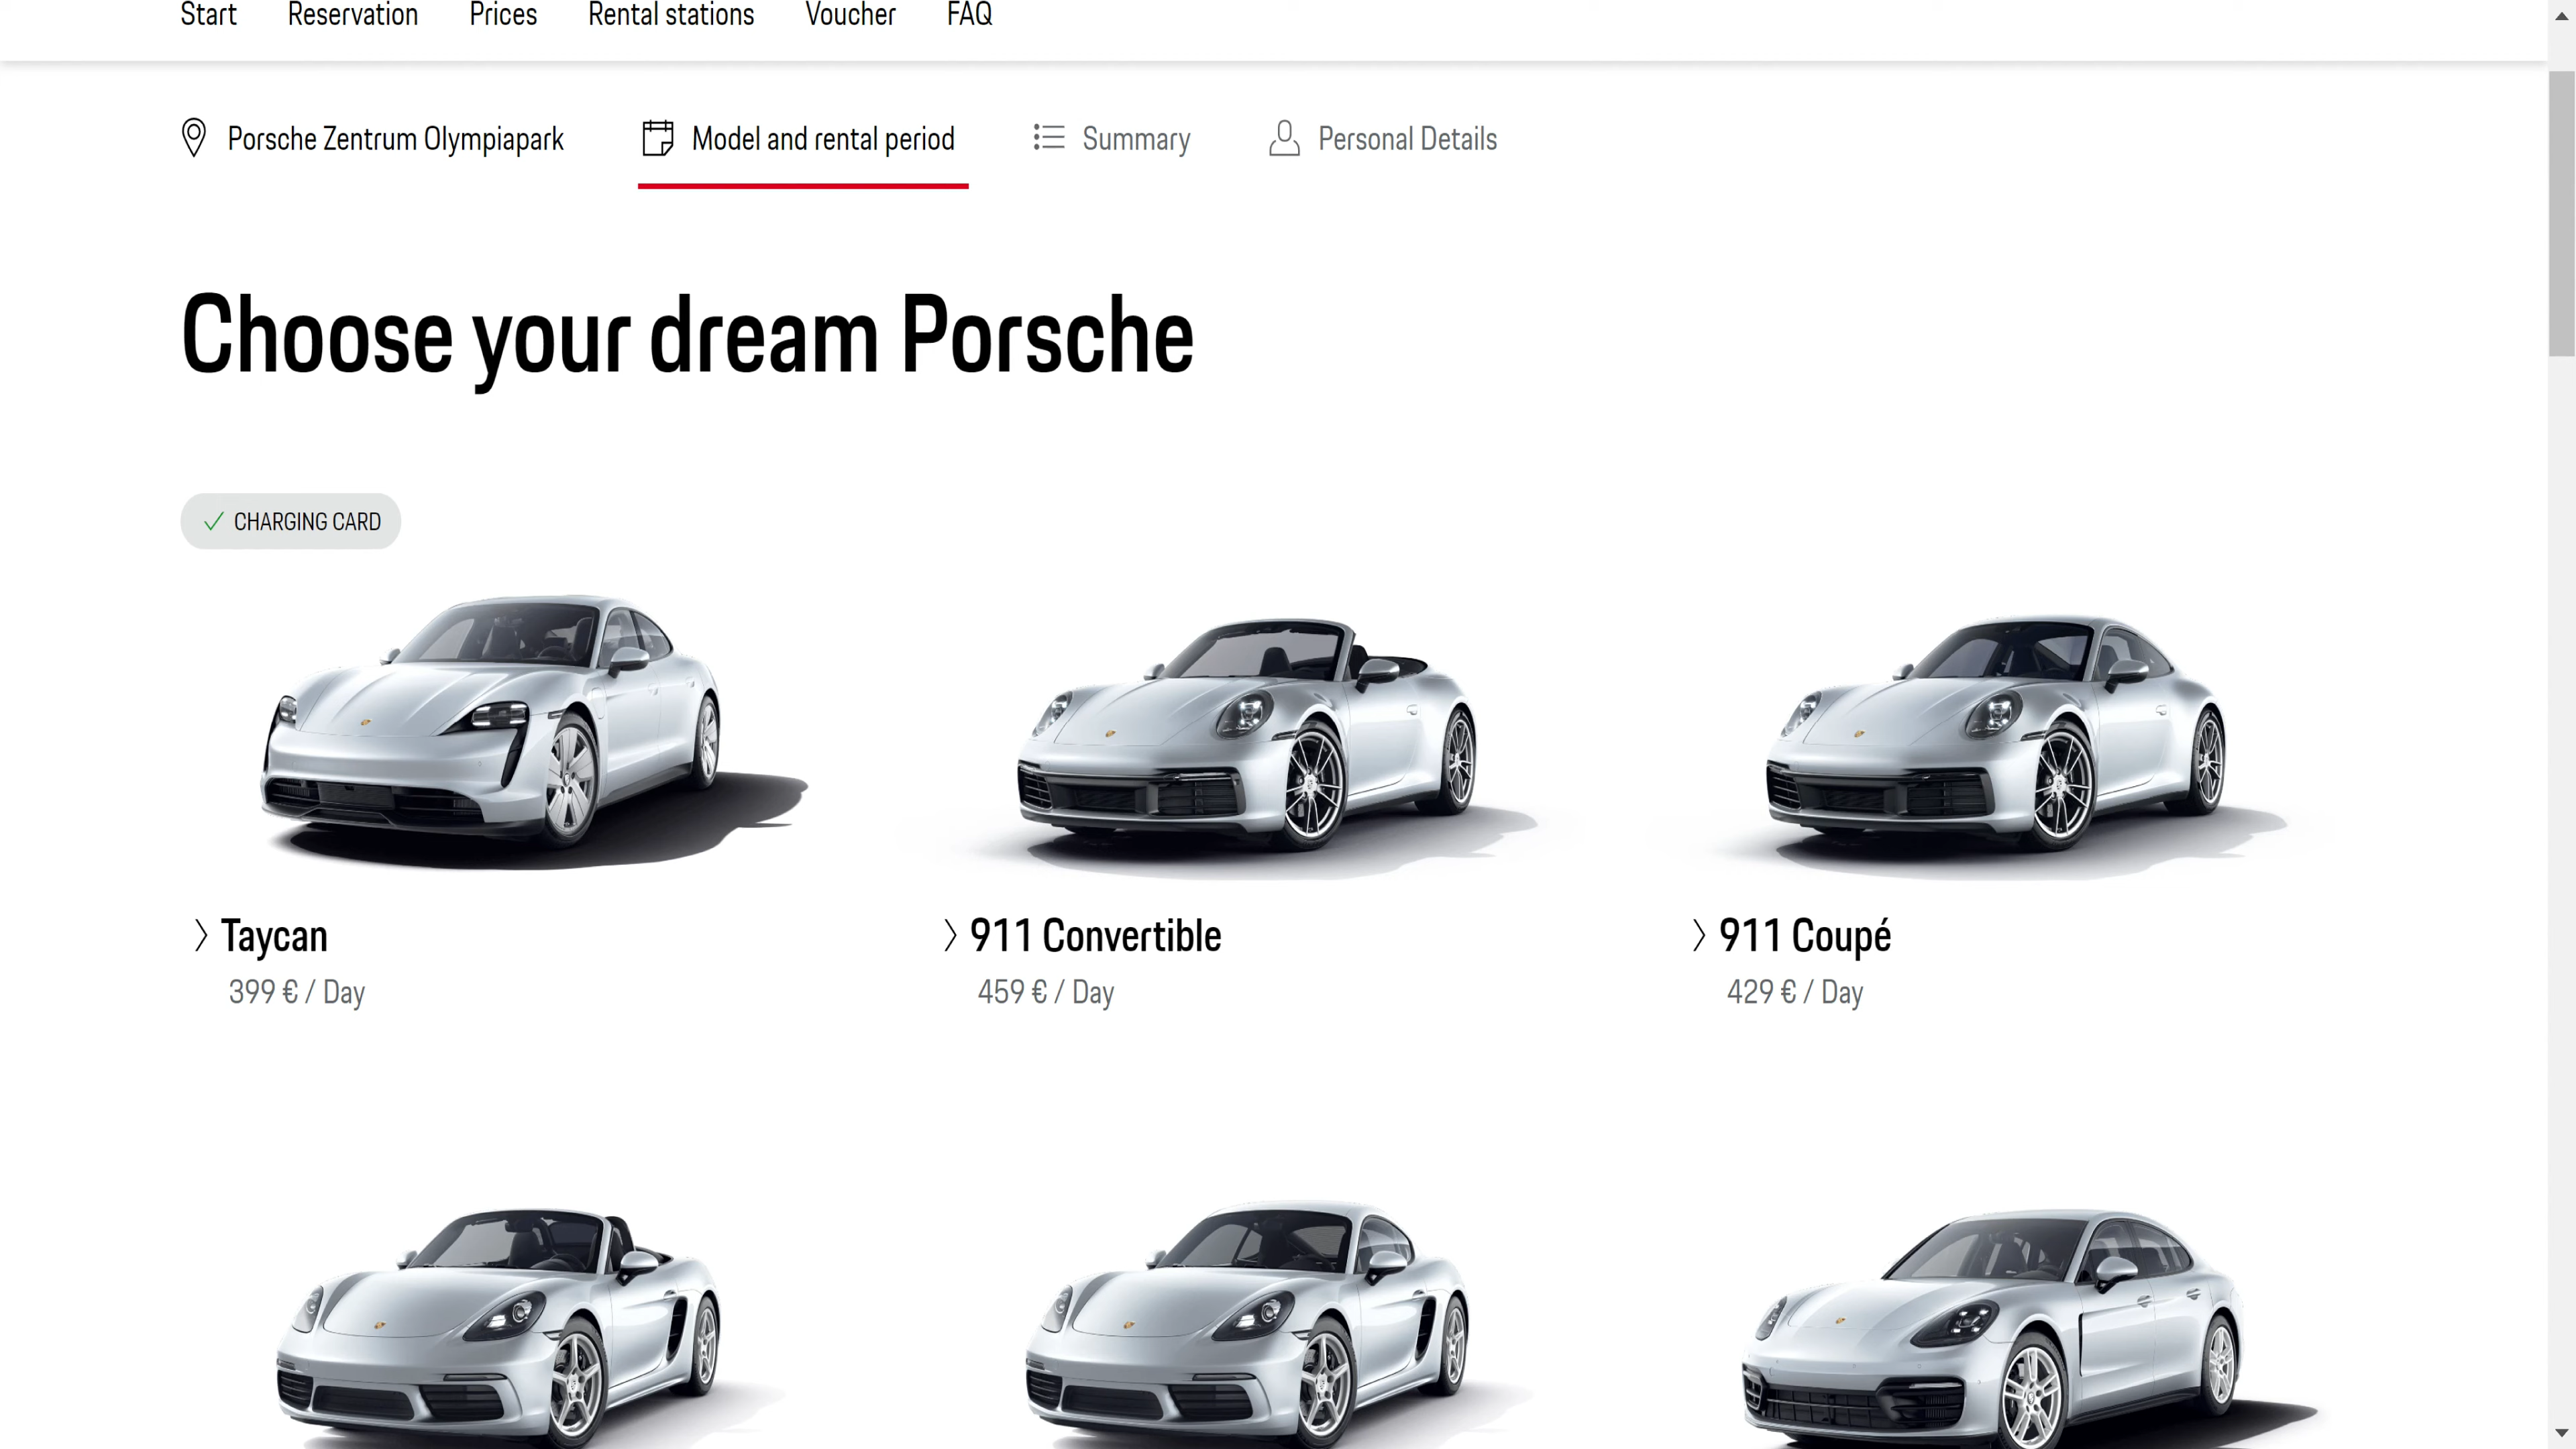 Start Reservation Prices Rental stations Voucher FAQ
Porsche Zentrum Olympiapark Model and rental period Summary Personal Details
Choose your dream Porsche
CHARGING CARD
Taycan
399 € / Day
911 Convertible
459 € / Day
911 Coupé
429 € / Day